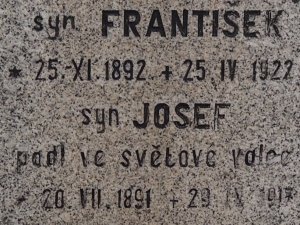 syn FRANTIŠEK
* 25. XI. 1892 + 25. IV. 1922
syn JOSEF
padl ve světové válce
* 20. VII. 1891 + 29. IX. 1917